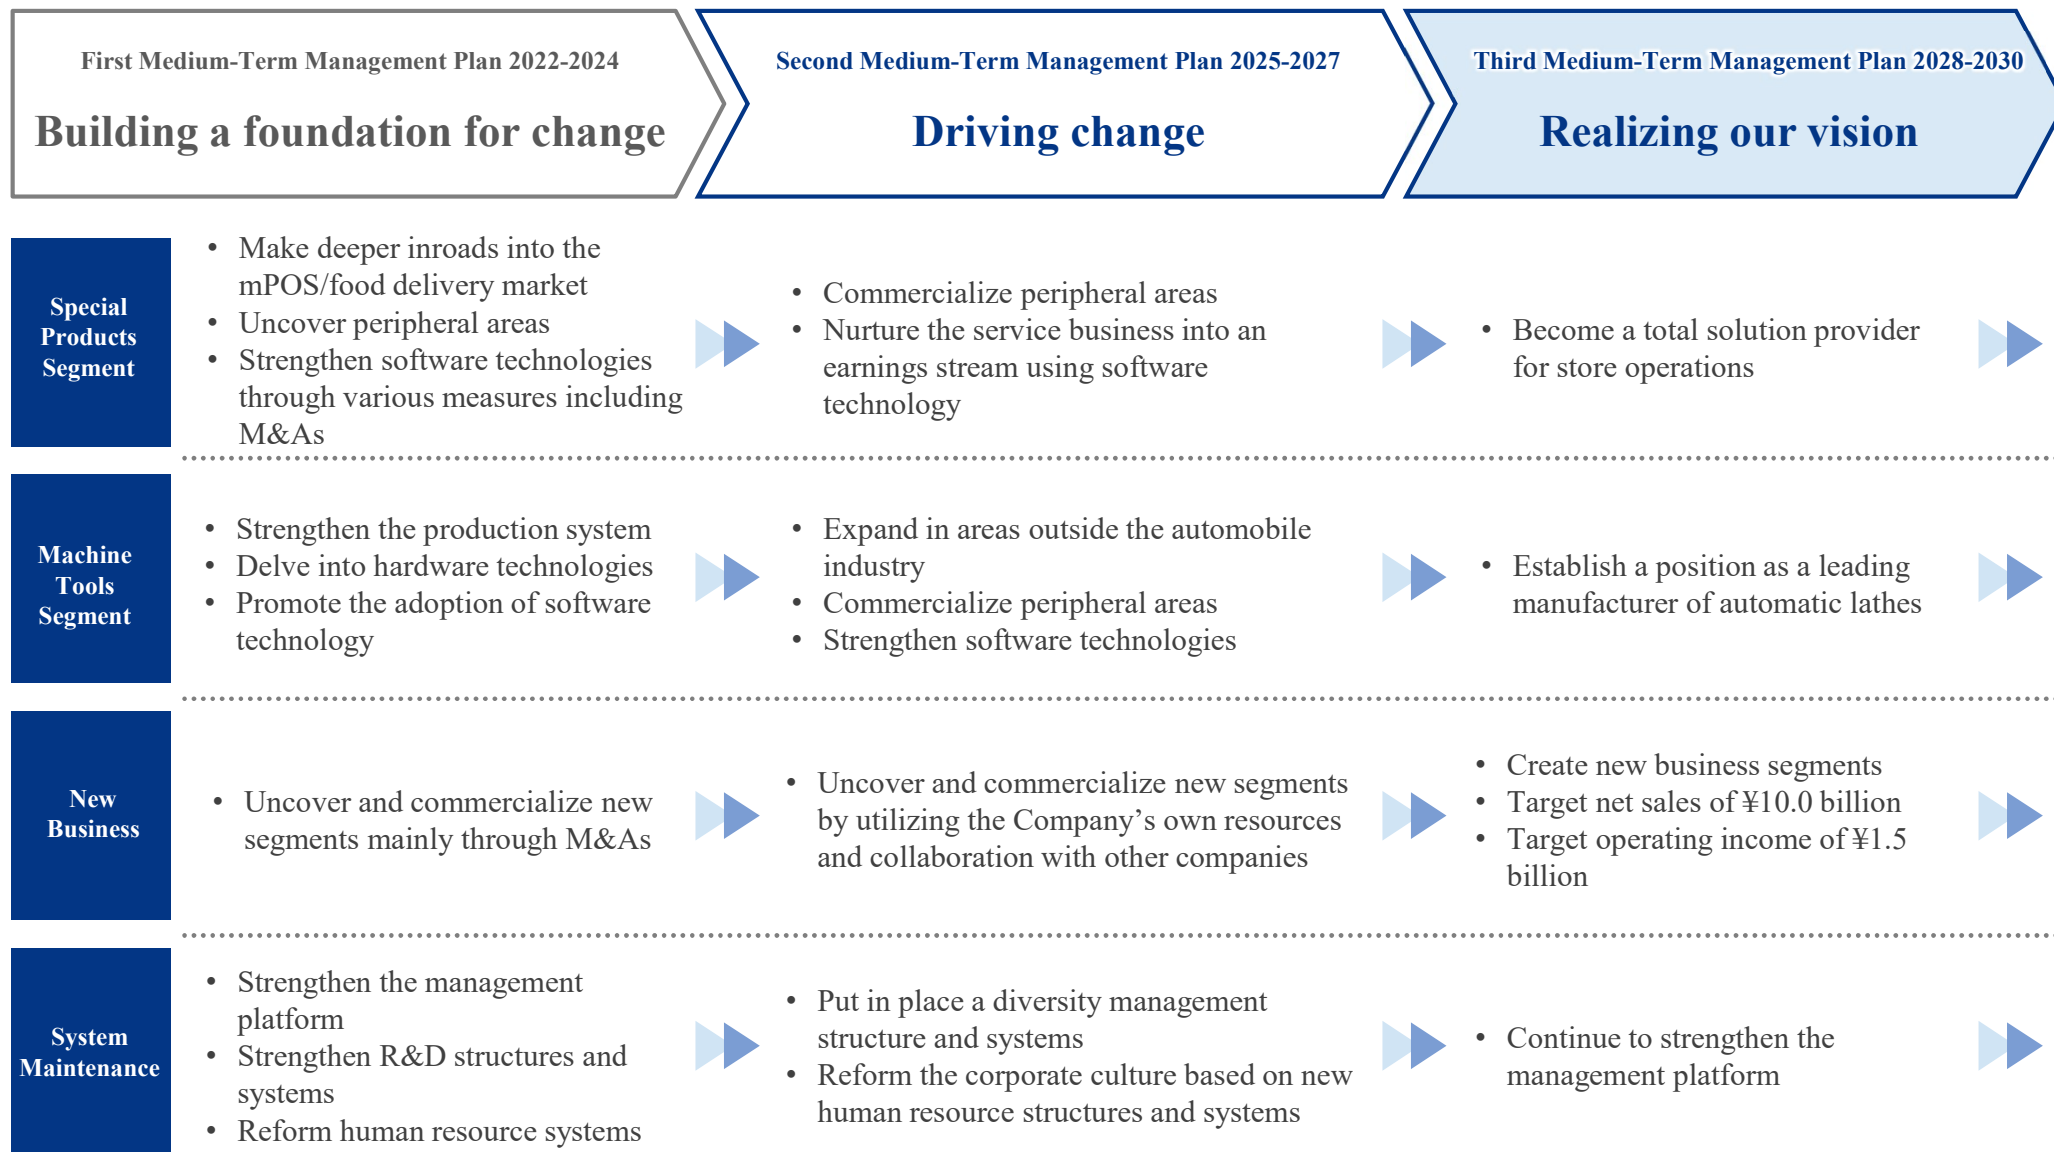 First Medium-Term Management Plan 2022-2024
Building a foundation for change
Second Medium-Term Management Plan 2025-2027
Driving change
Third Medium-Term Management Plan 2028-2030
Realizing our vision
Special
Products
Segment
• Make deeper inroads into the
mPOS/food delivery market
• Uncover peripheral areas
• Strengthen software technologies
through various measures including
M&As
• Commercialize peripheral areas
• Nurture the service business into an
earnings stream using software
technology
• Become a total solution provider
for store operations
Machine
Tools
Segment
• Strengthen the production system
• Delve into hardware technologies
• Promote the adoption of software
technology
• Expand in areas outside the automobile
industry
• Commercialize peripheral areas
• Strengthen software technologies
• Establish a position as a leading
manufacturer of automatic lathes
New
Business
• Uncover and commercialize new
segments mainly through M&As
• Uncover and commercialize new segments
by utilizing the Company’s own resources
and collaboration with other companies
• Create new business segments
• Target net sales of ¥10.0 billion
• Target operating income of ¥1.5
billion
System
Maintenance
• Strengthen the management
platform
• Strengthen R&D structures and
systems
• Reform human resource systems
• Put in place a diversity management
structure and systems
• Reform the corporate culture based on new
human resource structures and systems
• Continue to strengthen the
management platform